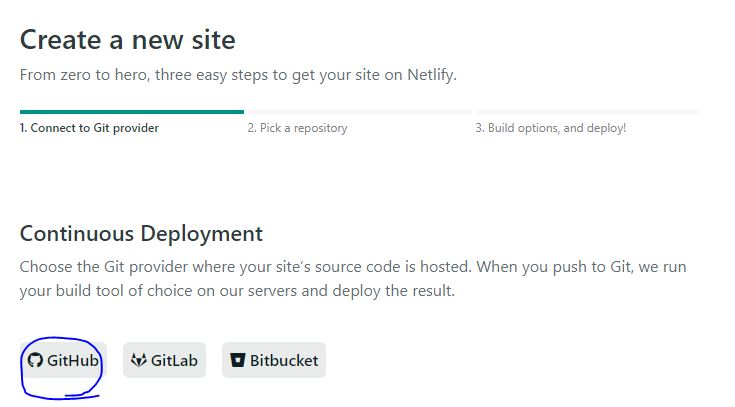 Create a new site
From zero to hero, three easy steps to get your site on Netlify.
1. Connect to Git provider
2. Pick a repository
3. Build options, and deploy!
Continuous Deployment
Choose the Git provider where your site's source code is hosted. When you push to Git, we run
your build tool of choice on our servers and deploy the result.
GitHub
GitLab
Bitbucket